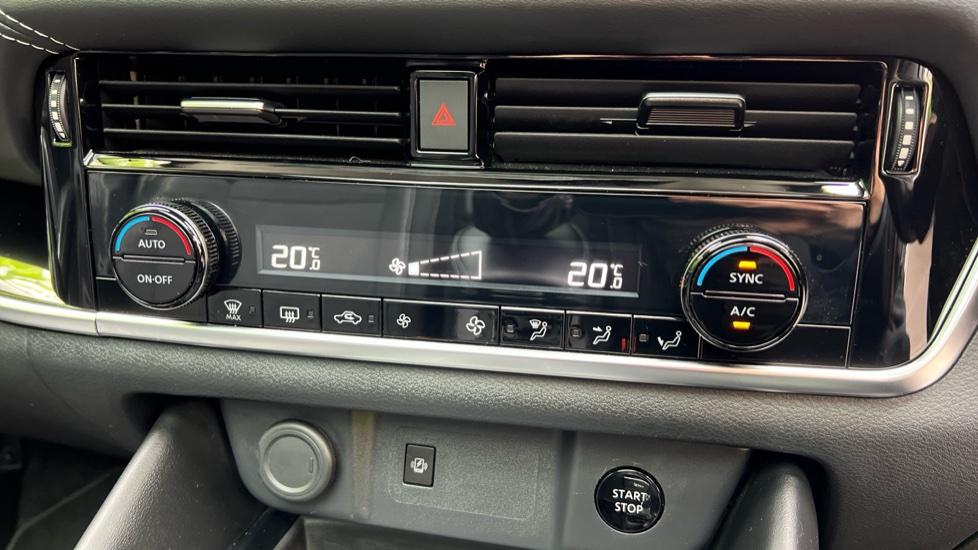 AUTO
ON·OFF
20°C.0
20°C.0
SYNC
A/C
MAX
START
STOP